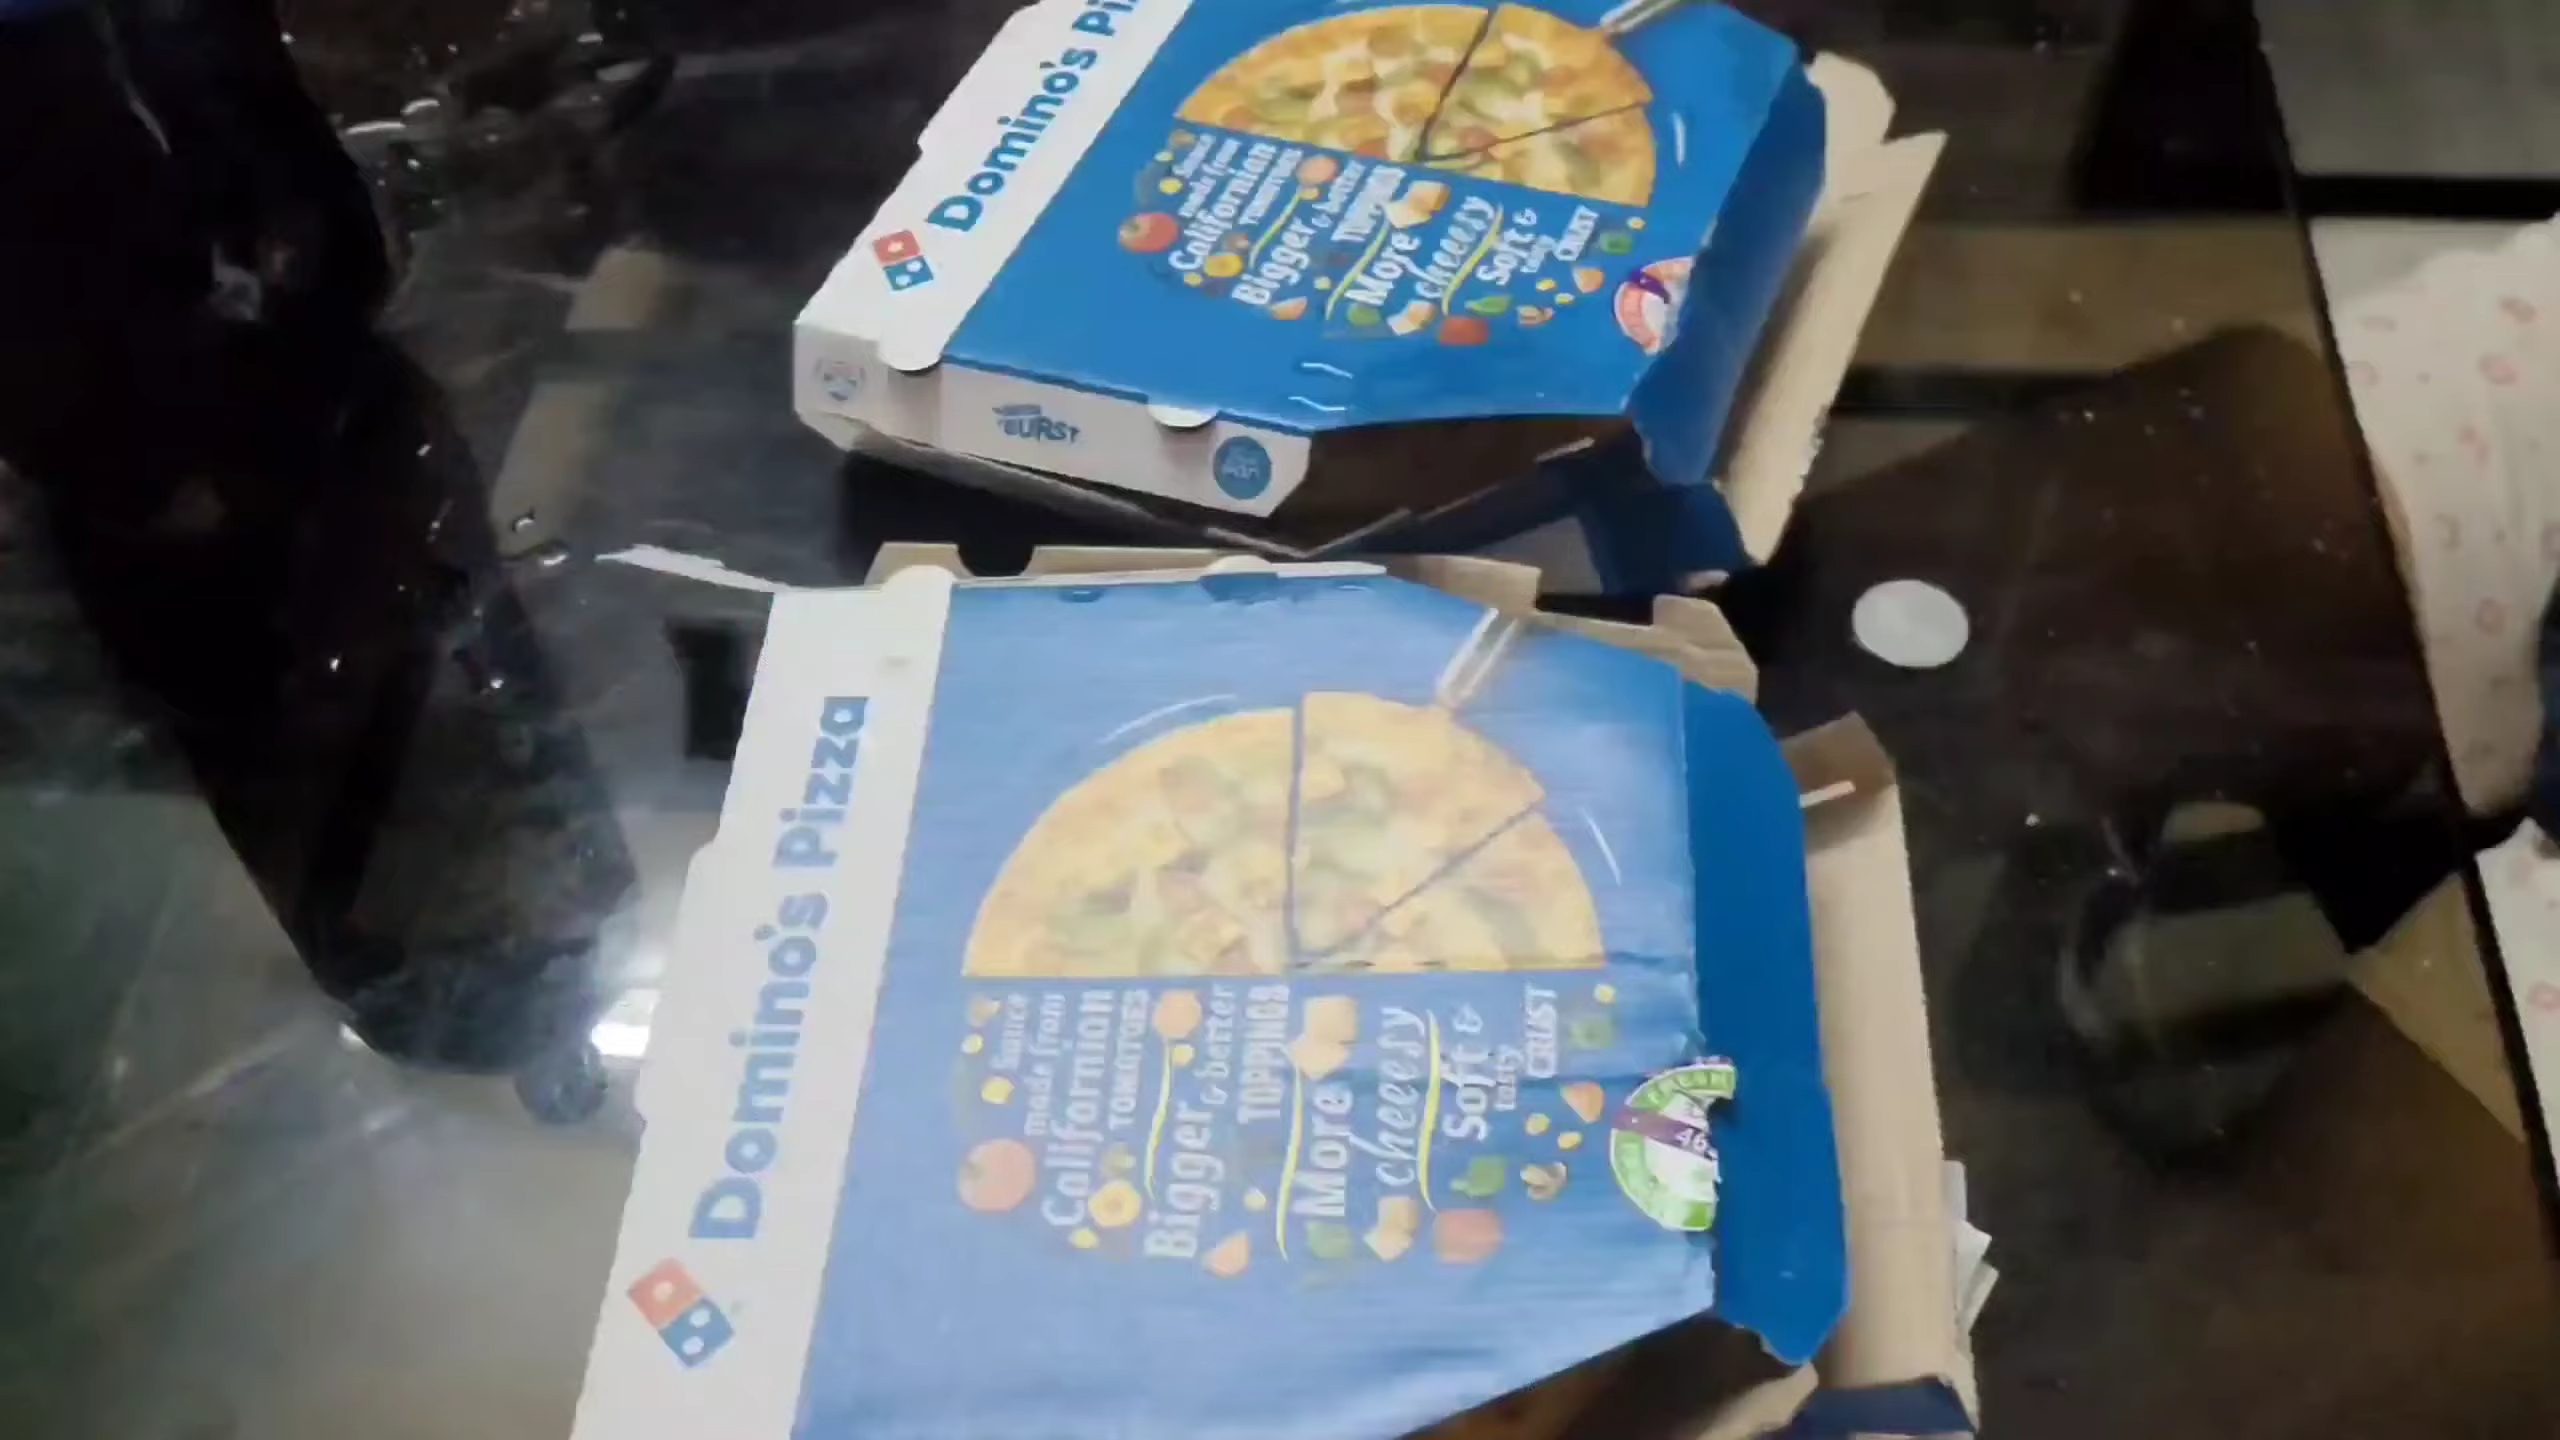 Domino's Pi
Sauce
made from
Californian
TOMATOES
Bigger & better
TOPPINGS
More
cheeesy
Soft &
tasty
CRUST
BURST
Domino's Pizza
Sauce
made from
Californian
TOMATOES
Bigger & better
TOPPINGS
More
cheeesy
Soft &
tasty
CRUST
46